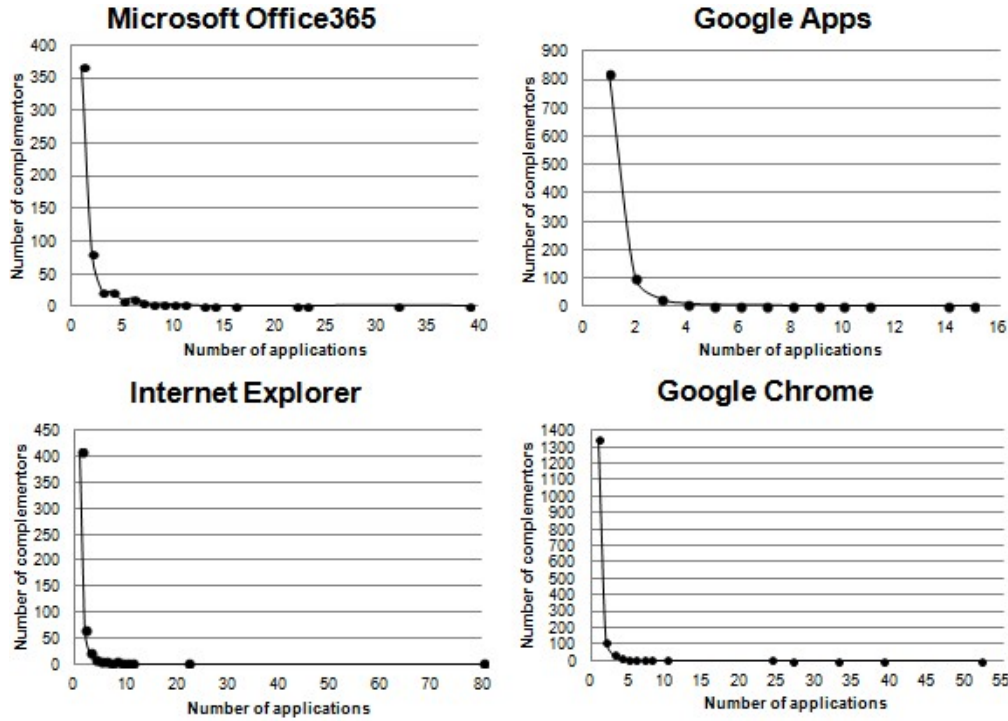 Microsoft Office365
400
350
300
250
200
150
100
50
0
Number of complementors
0 5 10 15 20 25 30 35 40
Number of applications
Google Apps
900
800
700
600
500
400
300
200
100
0
Number of complementors
0 2 4 6 8 10 12 14 16
Number of applications
Internet Explorer
450
400
350
300
250
200
150
100
50
0
Number of complementors
0 10 20 30 40 50 60 70 80
Number of applications
Google Chrome
1400
1300
1200
1100
1000
900
800
700
600
500
400
300
200
100
0
Number of complementors
0 5 10 15 20 25 30 35 40 45 50 55
Number of applications